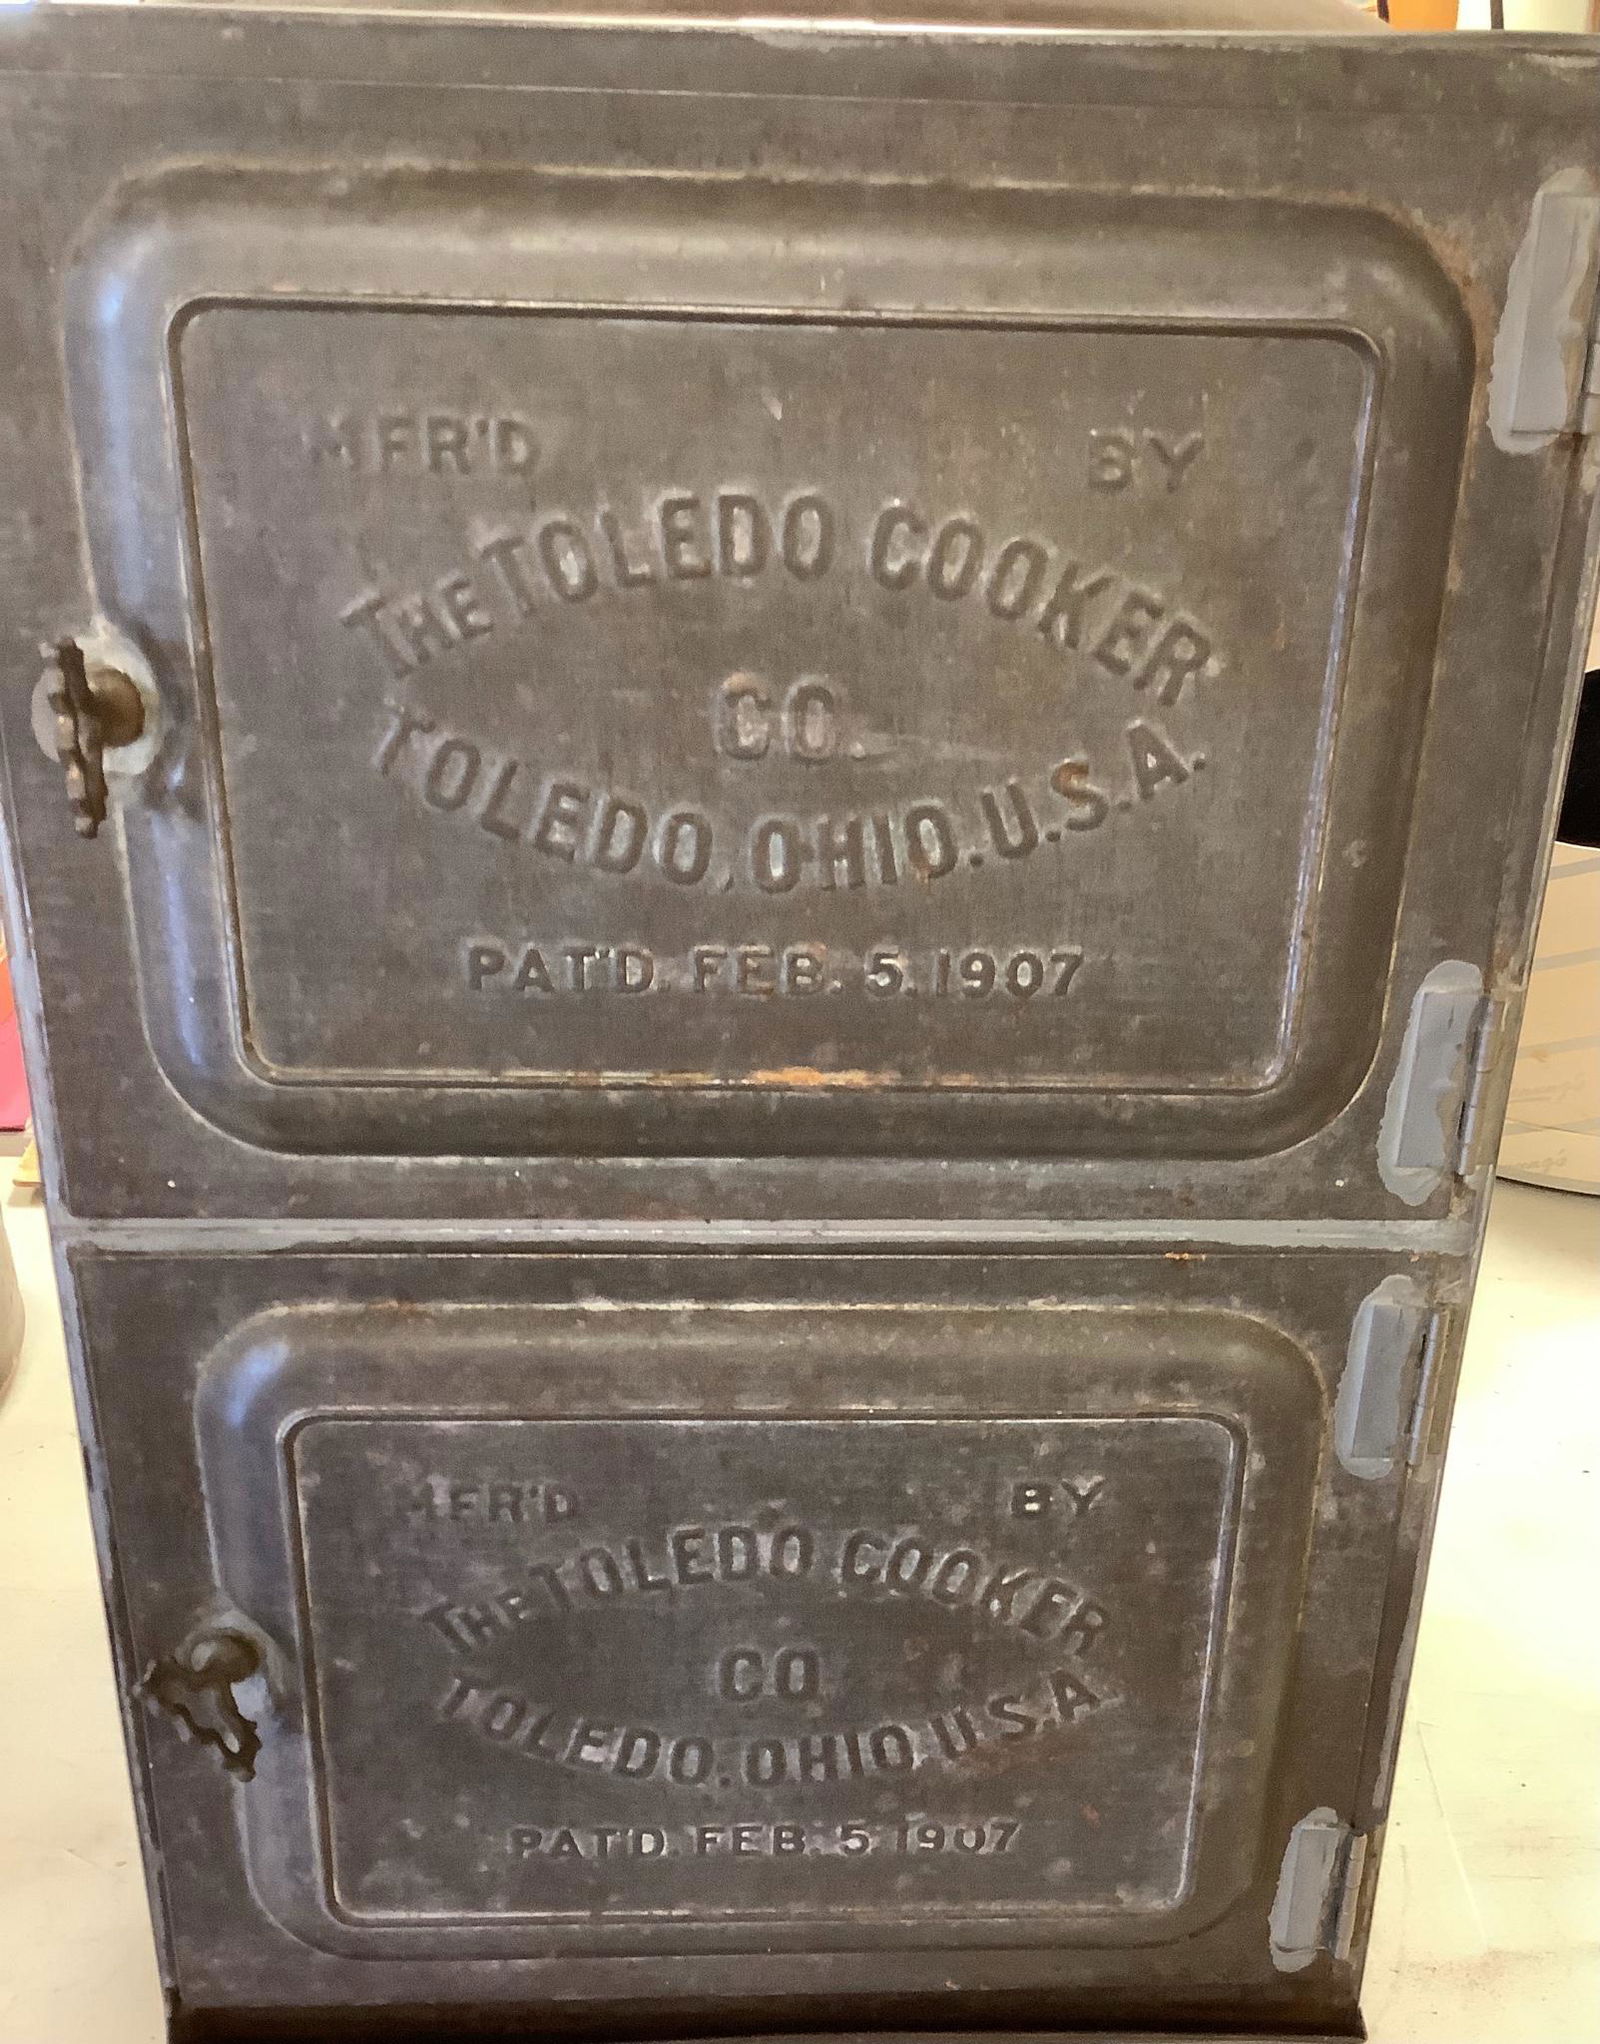 MFR'D BY
THE TOLEDO COOKER
CO.
TOLEDO, OHIO. U.S.A.
PAT'D. FEB. 5. 1907
MFR'D BY
THE TOLEDO COOKER
CO
TOLEDO. OHIO. U.S.A
PAT'D. FEB. 5 1907